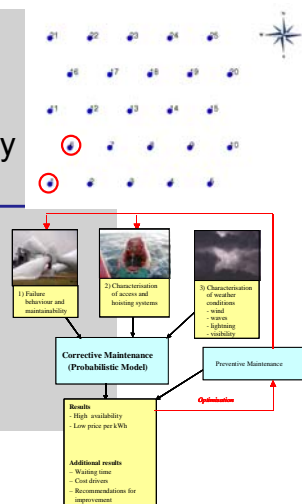 21 22 23 24 25
16 17 18 19 20
11 12 13 14 15
6 7 8 9 10
y
1 2 3 4 5
1) Failure
behaviour and
maintainability
2) Characterisation
of access and
hoisting systems
3) Characterisation
of weather
conditions
- wind
- waves
- lightning
- visibility
Corrective Maintenance
(Probabilistic Model)
Preventive Maintenance
Optimisation
Results
- High availability
- Low price per kWh
Additional results
– Waiting time
– Cost drivers
– Recommendations for
improvement